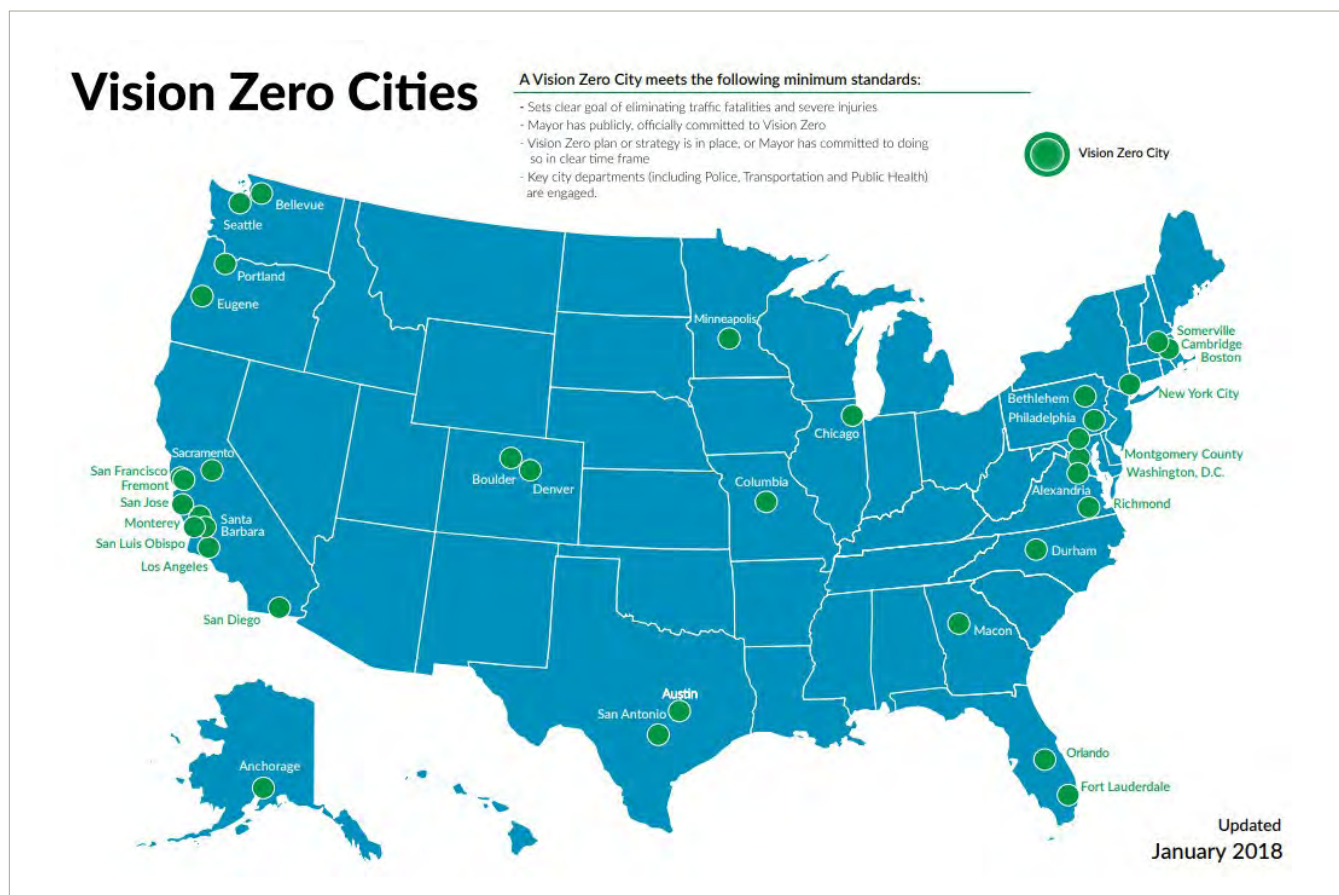 Vision Zero Cities
A Vision Zero City meets the following minimum standards:
- Sets clear goal of eliminating traffic fatalities and severe injuries
- Mayor has publicly, officially committed to Vision Zero
- Vision Zero plan or strategy is in place, or Mayor has committed to doing
so in clear time frame
- Key city departments (including Police, Transportation and Public Health)
are engaged.
Vision Zero City
Bellevue
Seattle
Portland
Eugene
Minneapolis
Somerville
Cambridge
Boston
New York City
Bethlehem
Philadelphia
Chicago
Sacramento
San Francisco
Fremont
San Jose
Monterey
Santa
Barbara
San Luis Obispo
Los Angeles
San Diego
Boulder
Denver
Columbia
Montgomery County
Washington, D.C.
Alexandria
Richmond
Durham
Macon
Austin
San Antonio
Anchorage
Orlando
Fort Lauderdale
Updated
January 2018